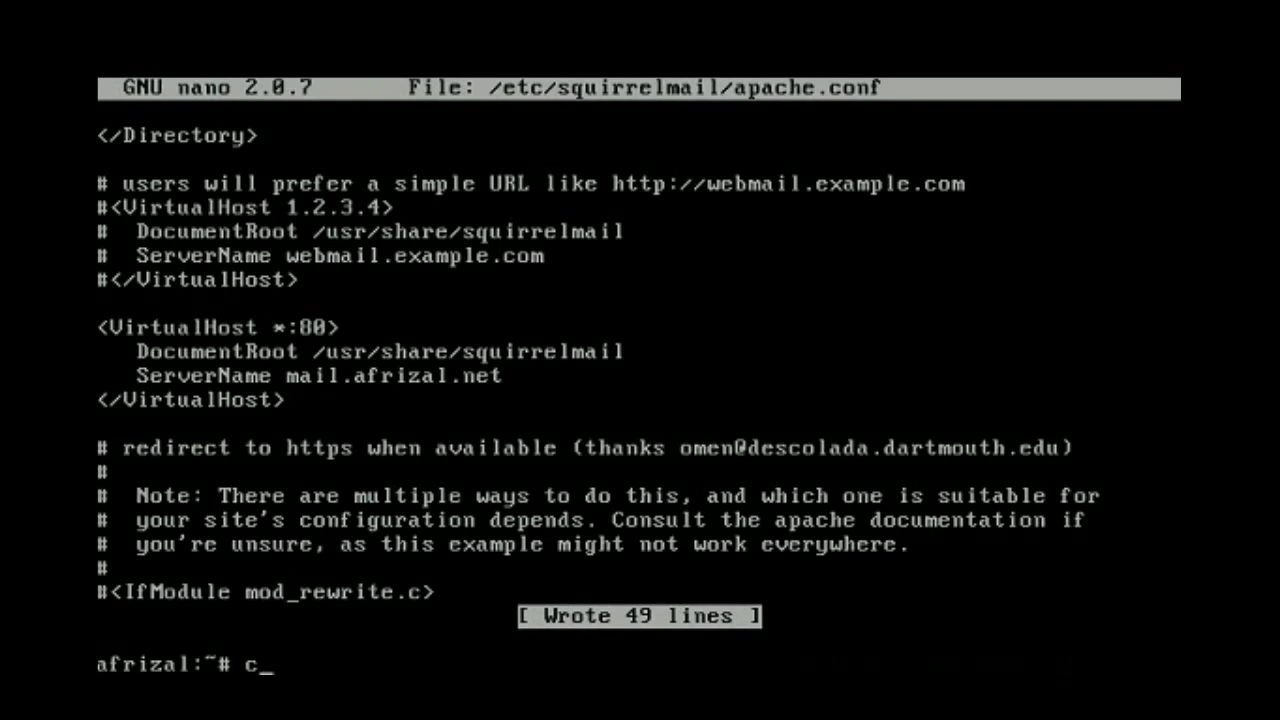 GNU nano 2.0.7 File: /etc/squirrelmail/apache.conf
</Directory>
# users will prefer a simple URL like http://webmail.example.com
#<VirtualHost 1.2.3.4>
#  DocumentRoot /usr/share/squirrelmail
#  ServerName webmail.example.com
#</VirtualHost>
<VirtualHost *:80>
   DocumentRoot /usr/share/squirrelmail
   ServerName mail.afrizal.net
</VirtualHost>
# redirect to https when available (thanks omen@descolada.dartmouth.edu)
#
#  Note: There are multiple ways to do this, and which one is suitable for
#  your site's configuration depends. Consult the apache documentation if
#  you're unsure, as this example might not work everywhere.
#
#<IfModule mod_rewrite.c>
[ Wrote 49 lines ]
afrizal:~# c_